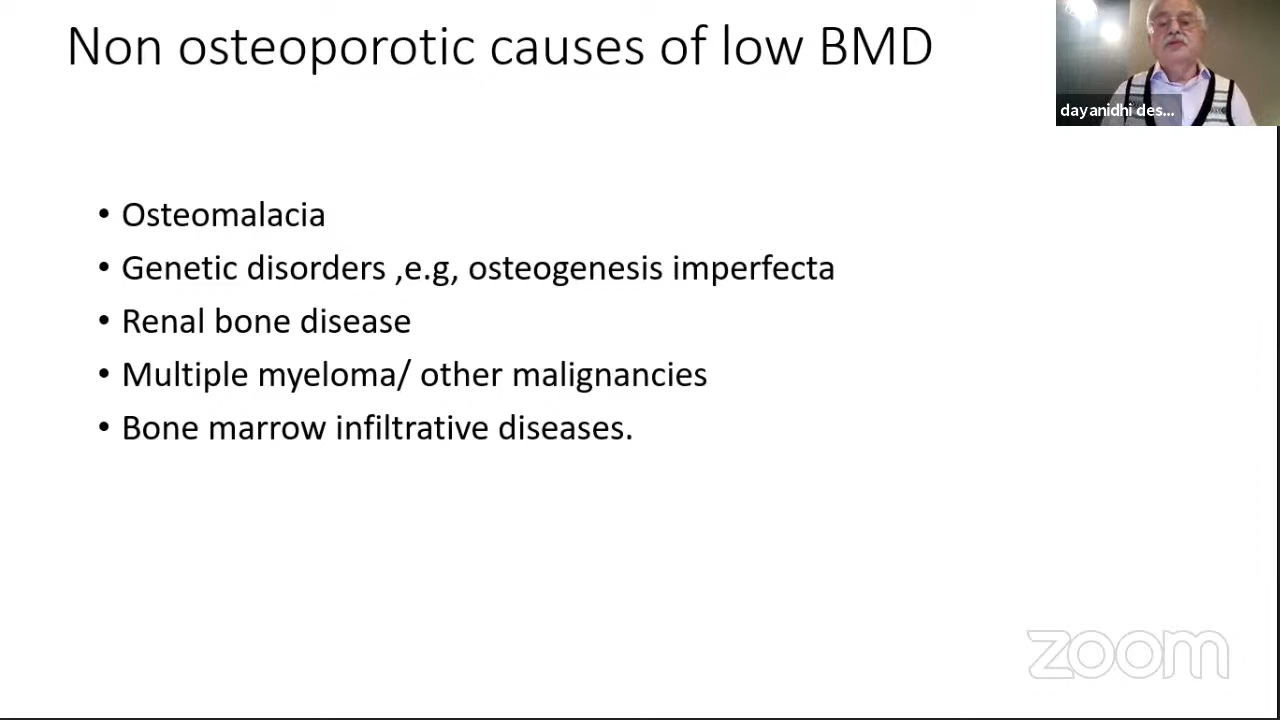 Non osteoporotic causes of low BMD
dayanidhi des...
• Osteomalacia
• Genetic disorders ,e.g, osteogenesis imperfecta
• Renal bone disease
• Multiple myeloma/ other malignancies
• Bone marrow infiltrative diseases.
zoom